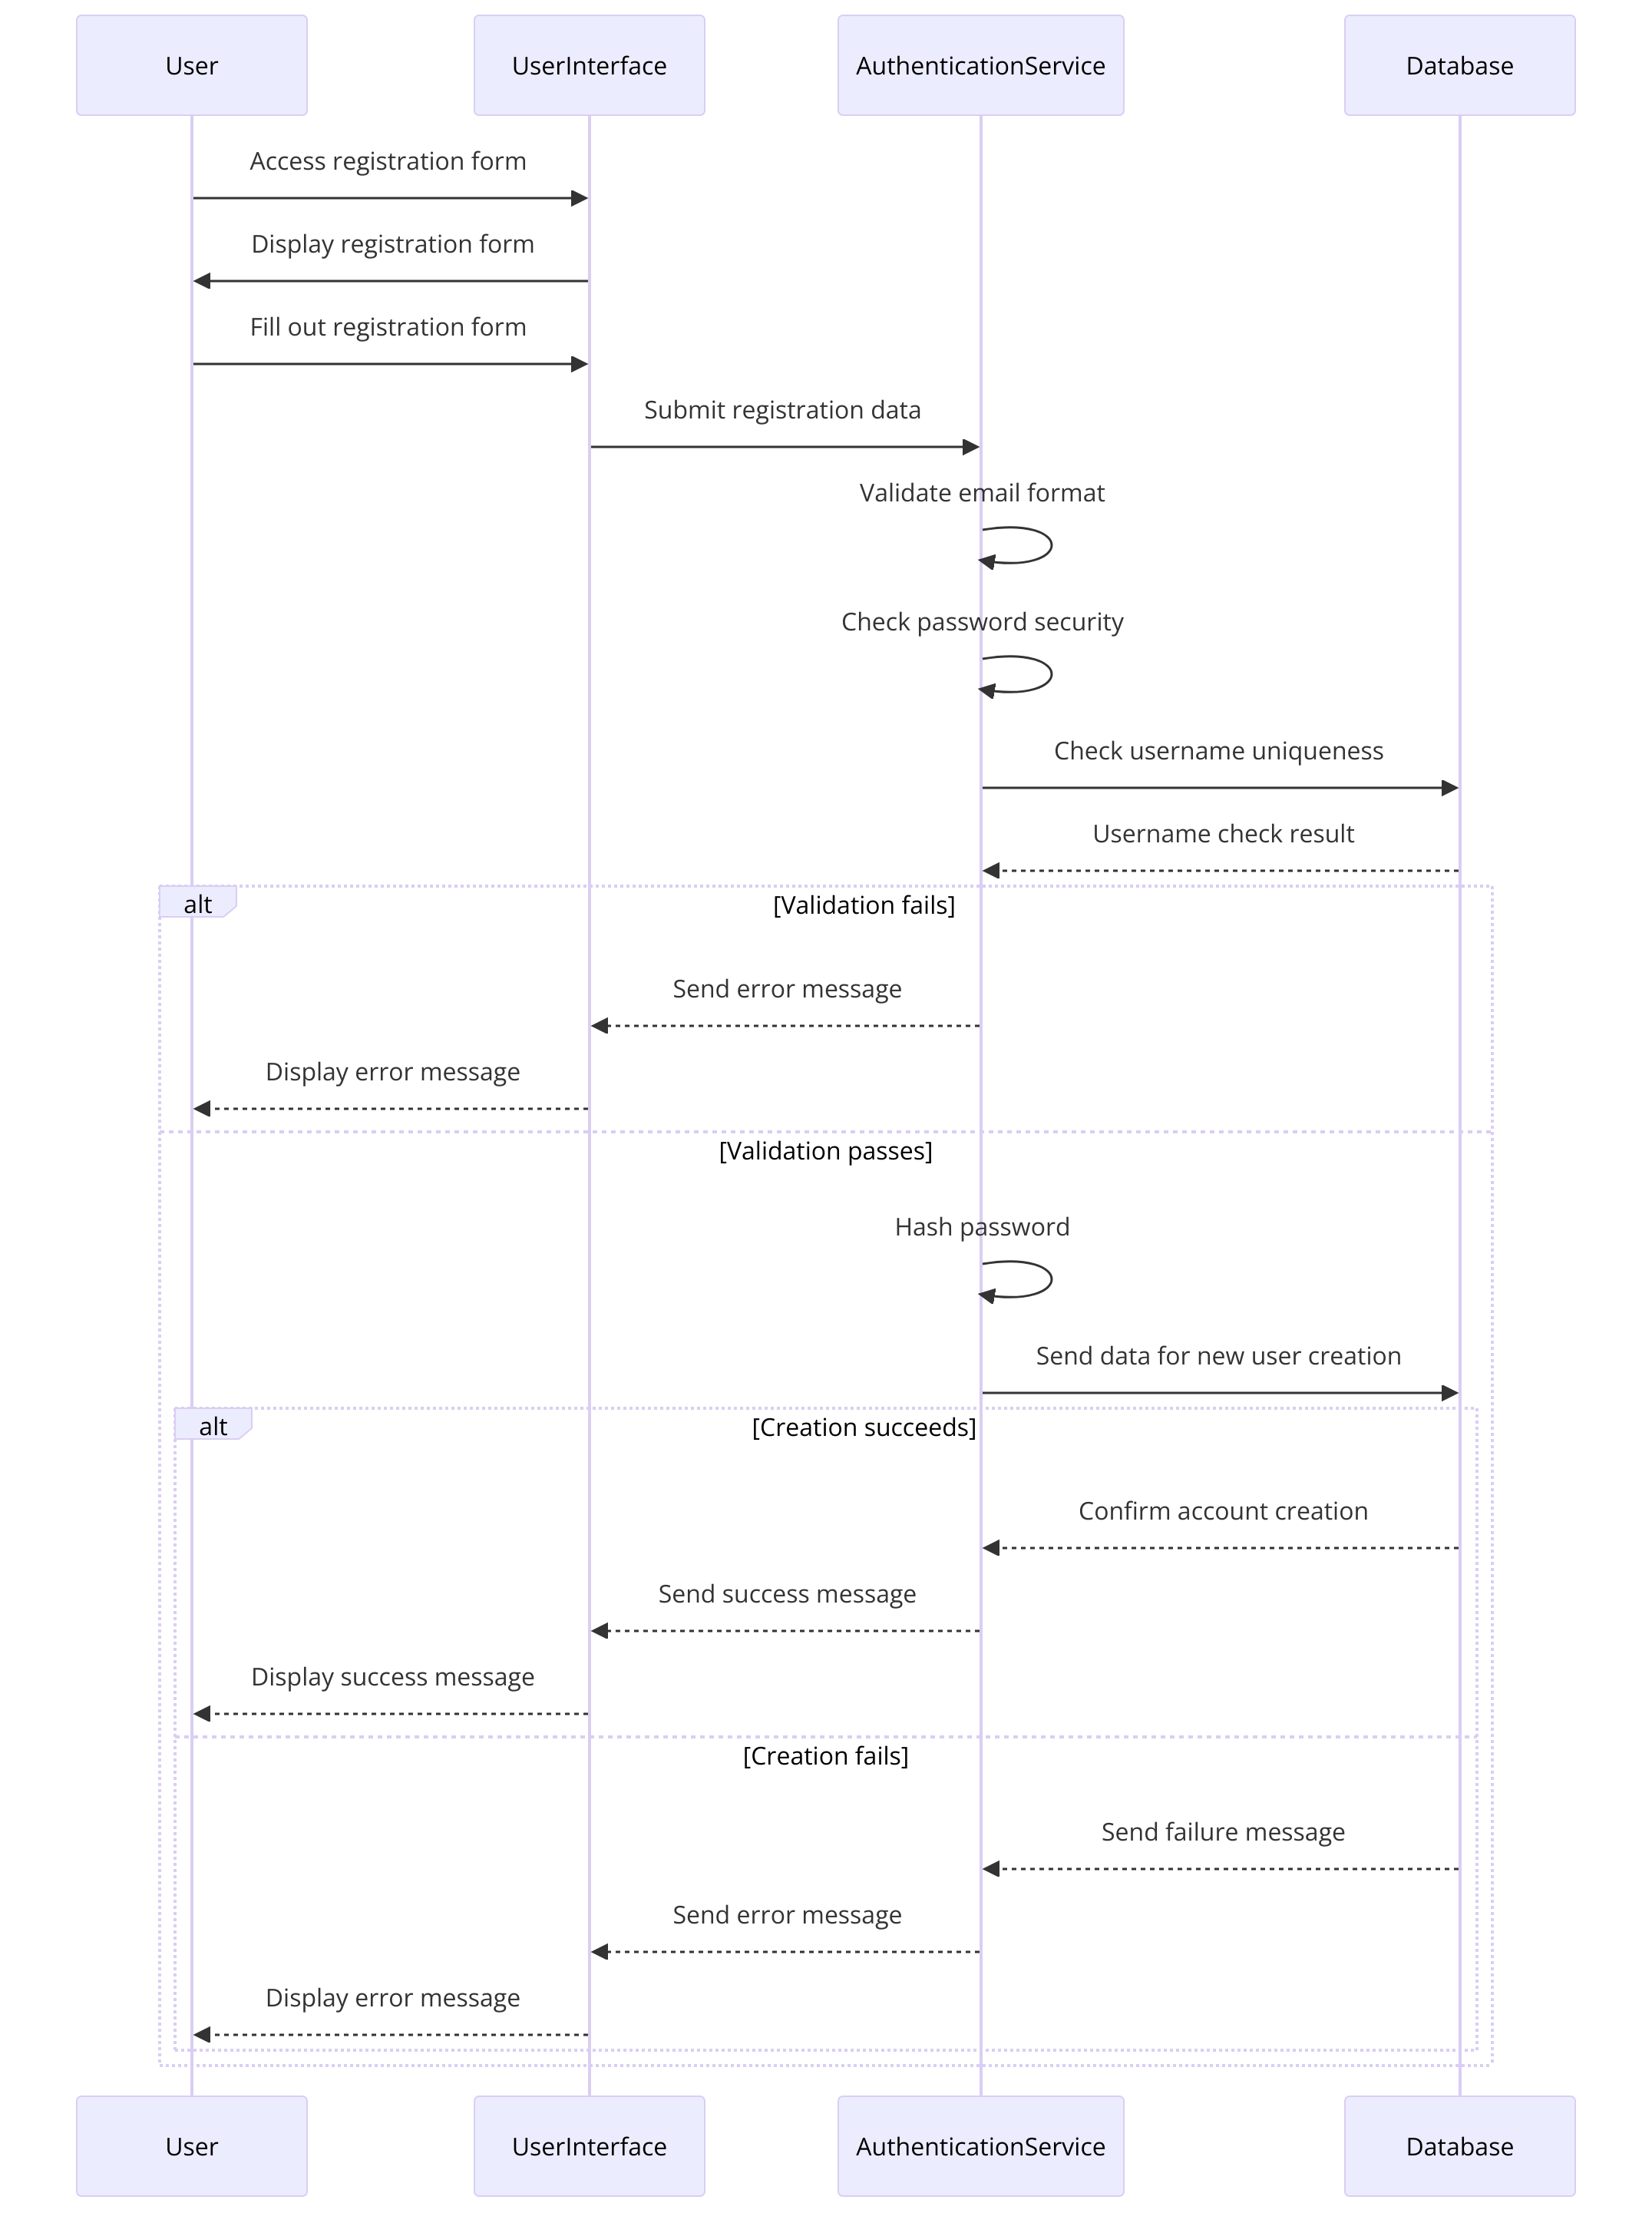 User
UserInterface
AuthenticationService
Database
Access registration form
Display registration form
Fill out registration form
Submit registration data
Validate email format
Check password security
Check username uniqueness
Username check result
alt
[Validation fails]
Send error message
Display error message
[Validation passes]
Hash password
Send data for new user creation
alt
[Creation succeeds]
Confirm account creation
Send success message
Display success message
[Creation fails]
Send failure message
Send error message
Display error message
User
UserInterface
AuthenticationService
Database